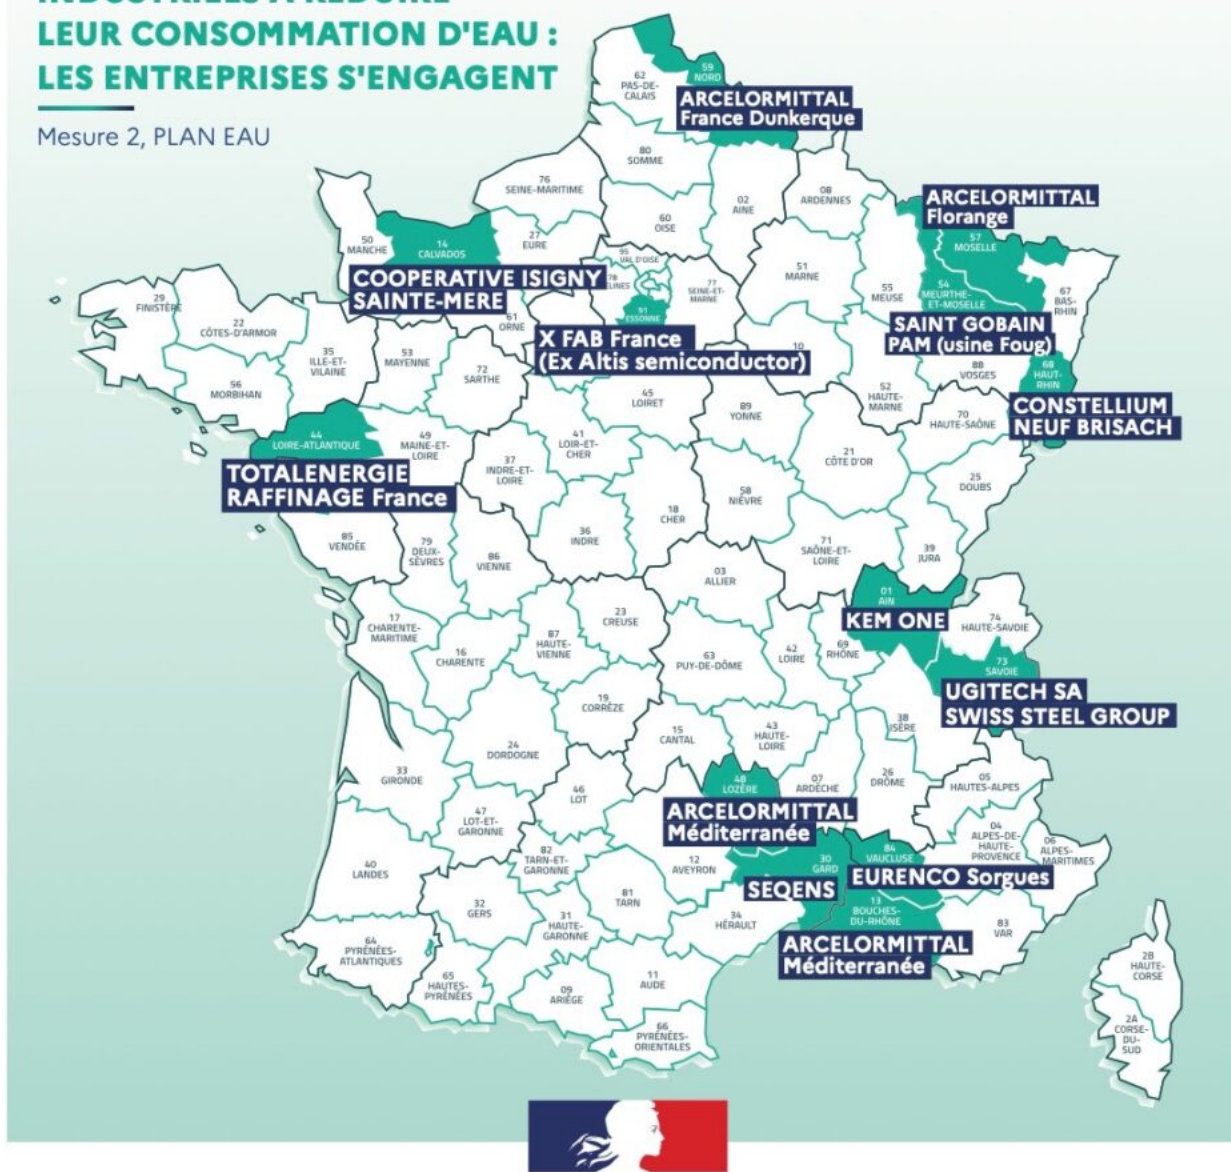 INDUSTRIELS À RÉDUIRE
LEUR CONSOMMATION D'EAU :
LES ENTREPRISES S'ENGAGENT
Mesure 2, PLAN EAU
59
NORD
62
PAS-DE-
CALAIS
ARCELORMITTAL
France Dunkerque
80
SOMME
76
SEINE-MARITIME
02
AINE
08
ARDENNES
60
OISE
27
EURE
ARCELORMITTAL
Florange
57
MOSELLE
50
MANCHE
14
CALVADOS
95
VAL D'OISE
51
MARNE
55
MEUSE
54
MEURTHE-
ET-MOSELLE
67
BAS-
RHIN
COOPERATIVE ISIGNY
SAINTE-MERE
78
ELINES
77
SEINE-ET-
MARNE
91
ESSONNE
61
ORNE
29
FINISTÈRE
22
CÔTES-D'ARMOR
35
ILLE-ET-
VILAINE
53
MAYENNE
72
SARTHE
X FAB France
(Ex Altis semiconductor)
10
SAINT GOBAIN
PAM (usine Foug)
88
VOSGES
68
HAUT-
RHIN
56
MORBIHAN
45
LOIRET
89
YONNE
52
HAUTE-
MARNE
70
HAUTE-SAÔNE
CONSTELLIUM
NEUF BRISACH
44
LOIRE-ATLANTIQUE
49
MAINE-ET-
LOIRE
41
LOIR-ET-
CHER
37
INDRE-ET-
LOIRE
21
CÔTE D'OR
25
DOUBS
TOTALENERGIE
RAFFINAGE France
58
NIÈVRE
18
CHER
36
INDRE
85
VENDÉE
79
DEUX-
SÈVRES
86
VIENNE
71
SAÔNE-ET-
LOIRE
39
JURA
03
ALLIER
01
AIN
KEM ONE
74
HAUTE-SAVOIE
17
CHARENTE-
MARITIME
23
CREUSE
87
HAUTE-
VIENNE
16
CHARENTE
63
PUY-DE-DÔME
42
LOIRE
69
RHÔNE
73
SAVOIE
UGITECH SA
SWISS STEEL GROUP
19
CORRÈZE
15
CANTAL
43
HAUTE-
LOIRE
38
ISÈRE
24
DORDOGNE
33
GIRONDE
46
LOT
48
LOZÈRE
07
ARDÈCHE
26
DRÔME
05
HAUTES-ALPES
47
LOT-ET-
GARONNE
ARCELORMITTAL
Méditerranée
04
ALPES-DE-
HAUTE-
PROVENCE
06
ALPES-
MARITIMES
40
LANDES
82
TARN-ET-
GARONNE
12
AVEYRON
30
GARD
84
VAUCLUSE
SEQENS
EURENCO Sorgues
32
GERS
81
TARN
31
HAUTE-
GARONNE
34
HÉRAULT
13
BOUCHES-
DU-RHÔNE
83
VAR
64
PYRÉNÉES-
ATLANTIQUES
ARCELORMITTAL
Méditerranée
65
HAUTES-
PYRÉNÉES
09
ARIÈGE
11
AUDE
2B
HAUTE-
CORSE
66
PYRÉNÉES-
ORIENTALES
2A
CORSE-
DU-
SUD